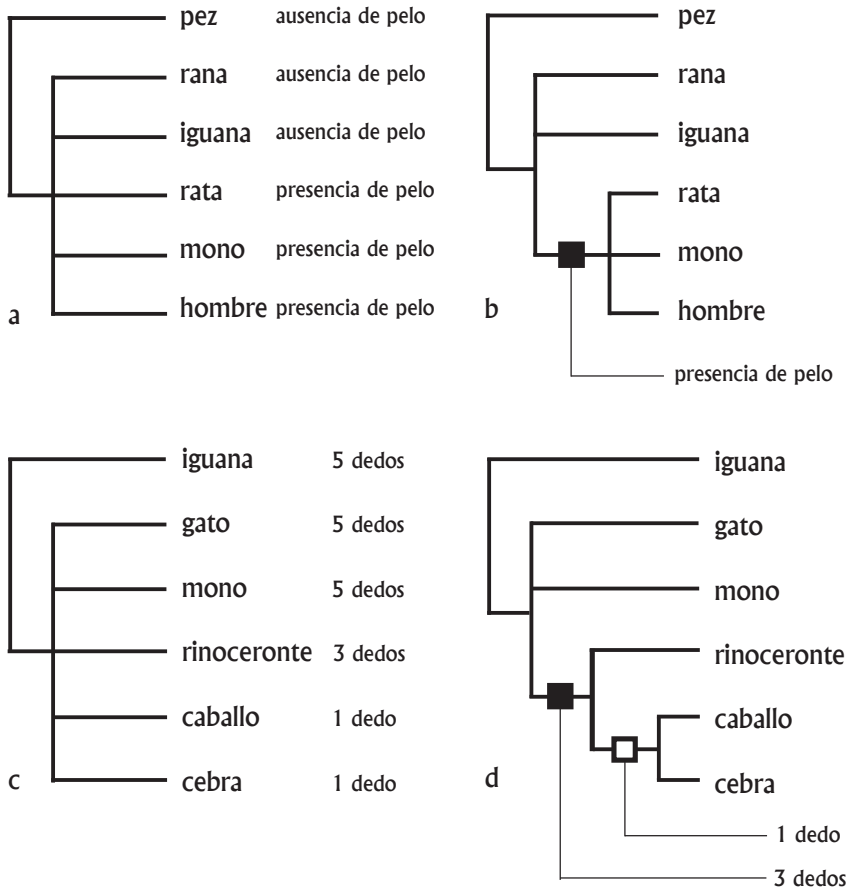 pez ausencia de pelo
rana ausencia de pelo
iguana ausencia de pelo
rata presencia de pelo
mono presencia de pelo
hombre presencia de pelo
a
pez
rana
iguana
rata
mono
hombre
b
presencia de pelo
iguana 5 dedos
gato 5 dedos
mono 5 dedos
rinoceronte 3 dedos
caballo 1 dedo
cebra 1 dedo
c
iguana
gato
mono
rinoceronte
caballo
cebra
d
1 dedo
3 dedos